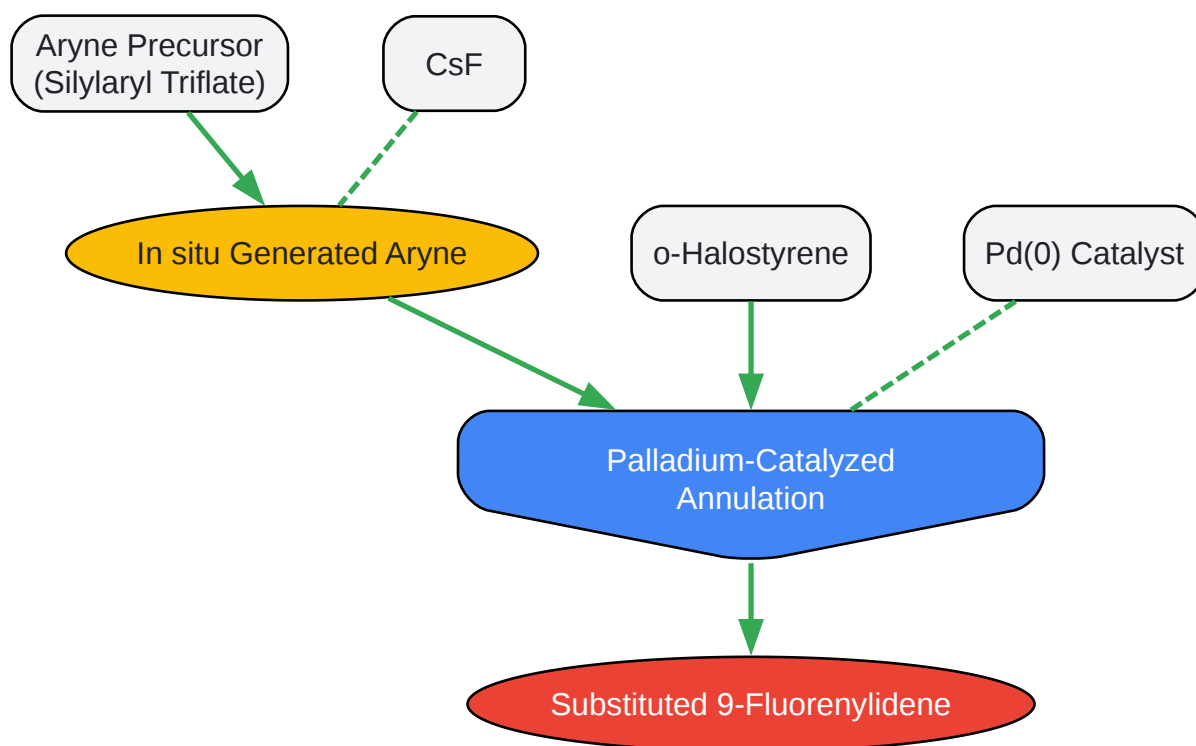 Aryne Precursor
(Silylaryl Triflate)
CsF
In situ Generated Aryne
o-Halostyrene
Pd(0) Catalyst
Palladium-Catalyzed
Annulation
Substituted 9-Fluorenylidene